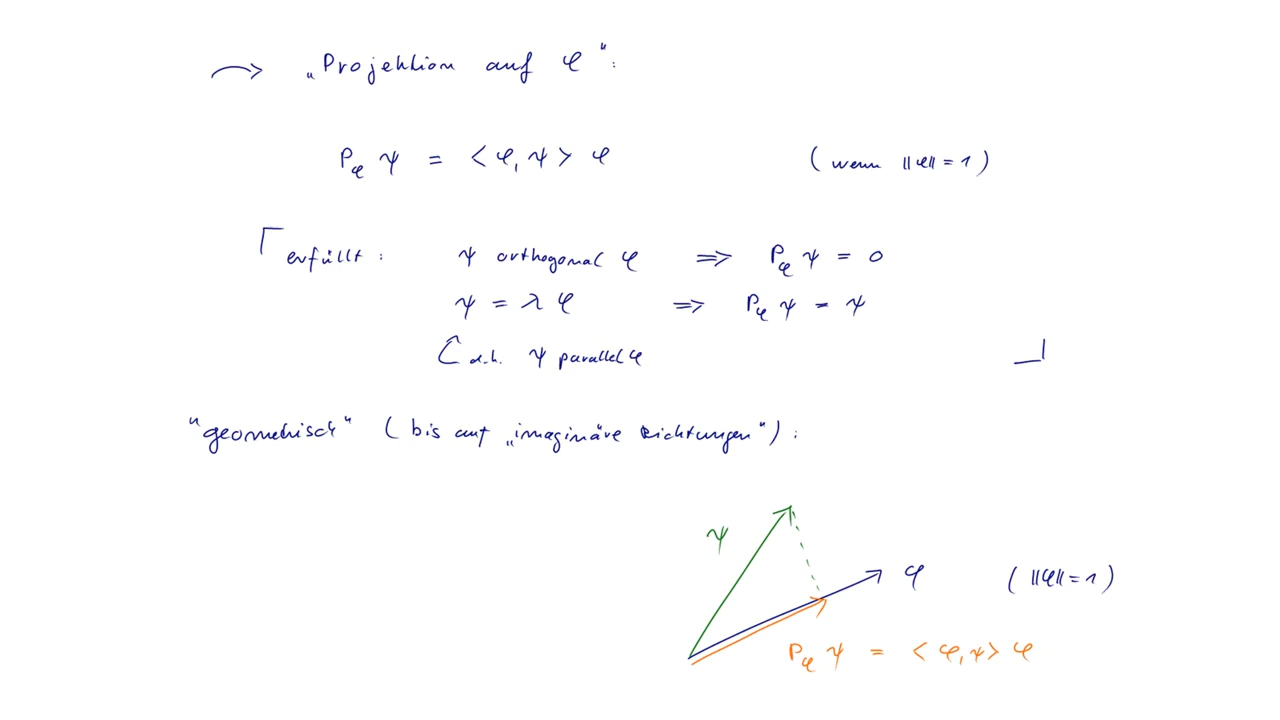 → „Projektion auf φ":
P_φ ψ = <φ,ψ> φ (wenn ||φ|| = 1)
⌈ erfüllt: ψ orthogonal φ ⇒ P_φ ψ = 0
ψ = λ φ ⇒ P_φ ψ = ψ
d.h. ψ parallel φ ⌋
"geometrisch" (bis auf „imaginäre Richtungen"):
ψ
φ (||φ|| = 1)
P_φ ψ = <φ,ψ> φ